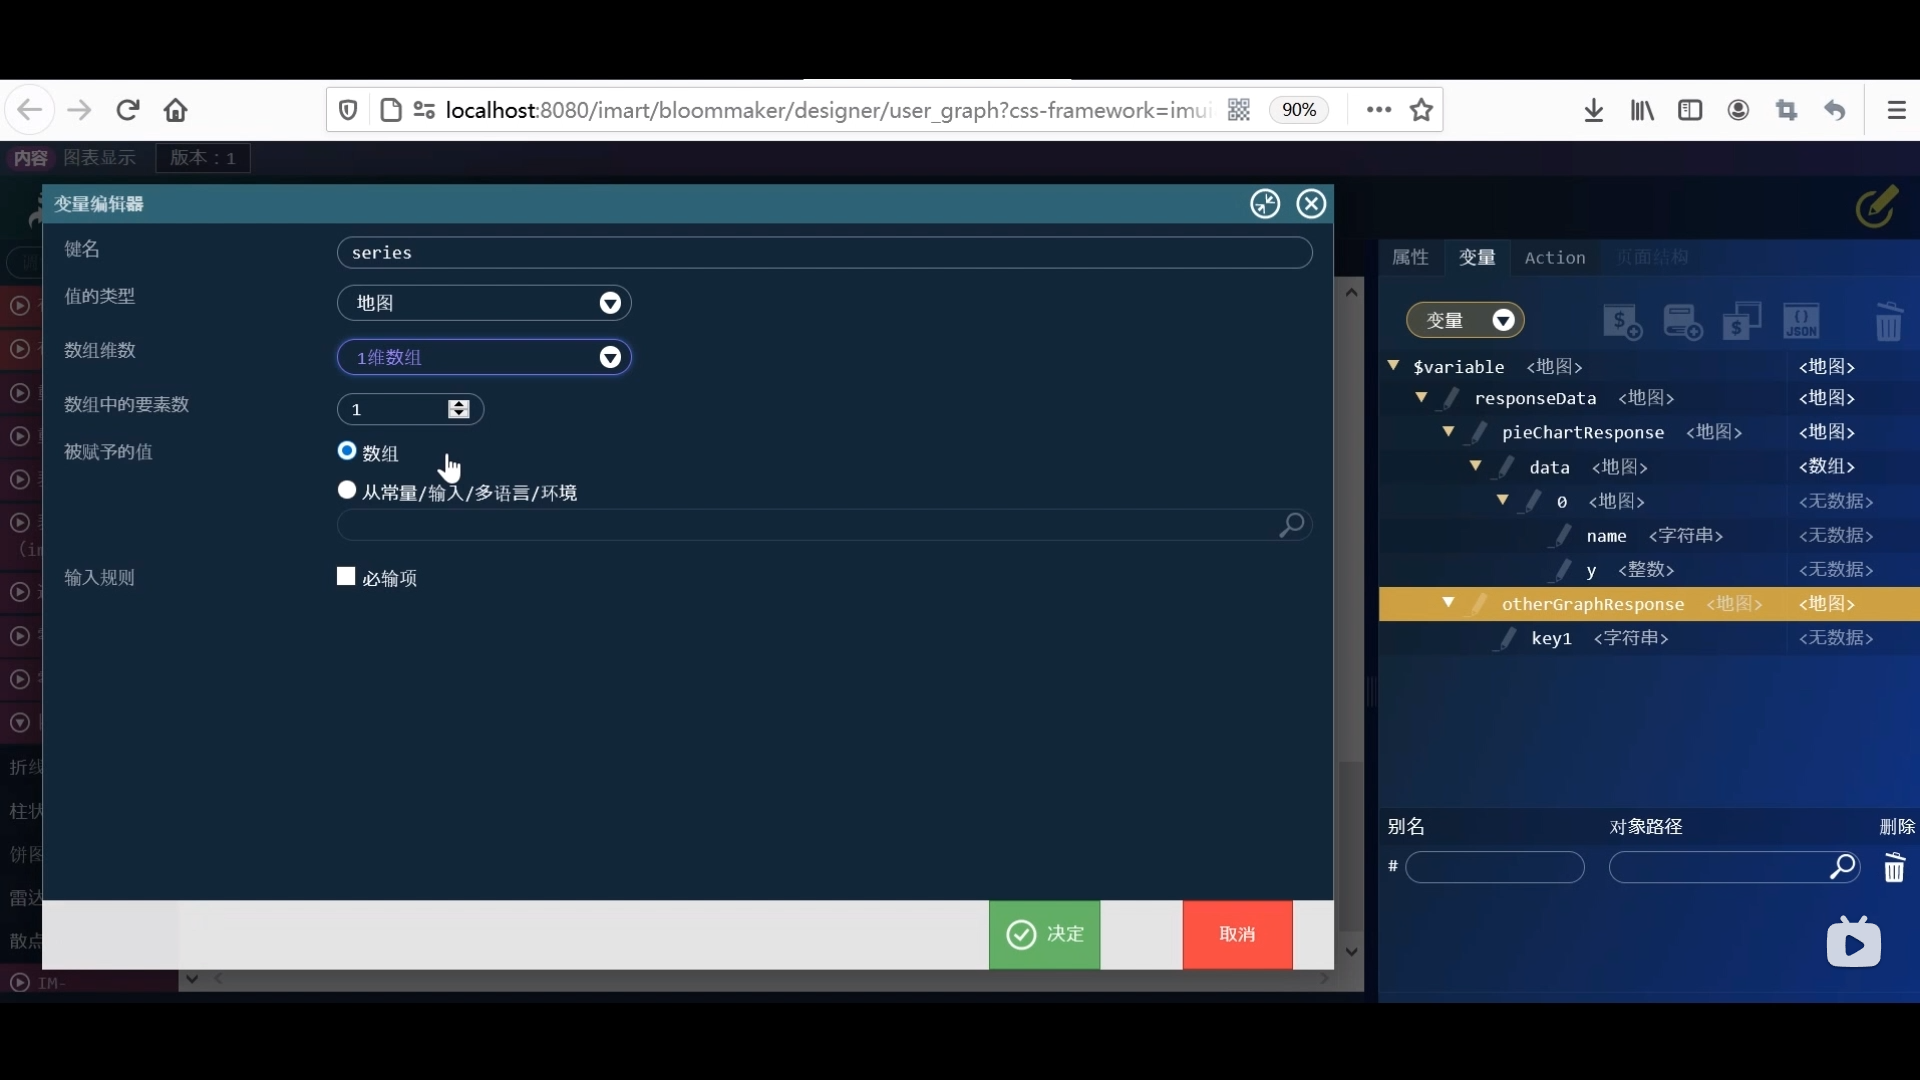 localhost:8080/imart/bloommaker/designer/user_graph?css-framework=imui
90%
内容 图表显示 版本：1
变量编辑器
键名 series
值的类型 地图
数组维数 1维数组
数组中的要素数 1
被赋予的值 数组
从常量/输入/多语言/环境
输入规则 必输项
决定 取消
属性 变量 Action 页面结构
变量
JSON
$variable <地图> <地图>
responseData <地图> <地图>
pieChartResponse <地图> <地图>
data <地图> <数组>
0 <地图> <无数据>
name <字符串> <无数据>
y <整数> <无数据>
otherGraphResponse <地图> <地图>
key1 <字符串> <无数据>
别名 对象路径 删除
#
折线
柱状
饼图
雷达
散点
IM-